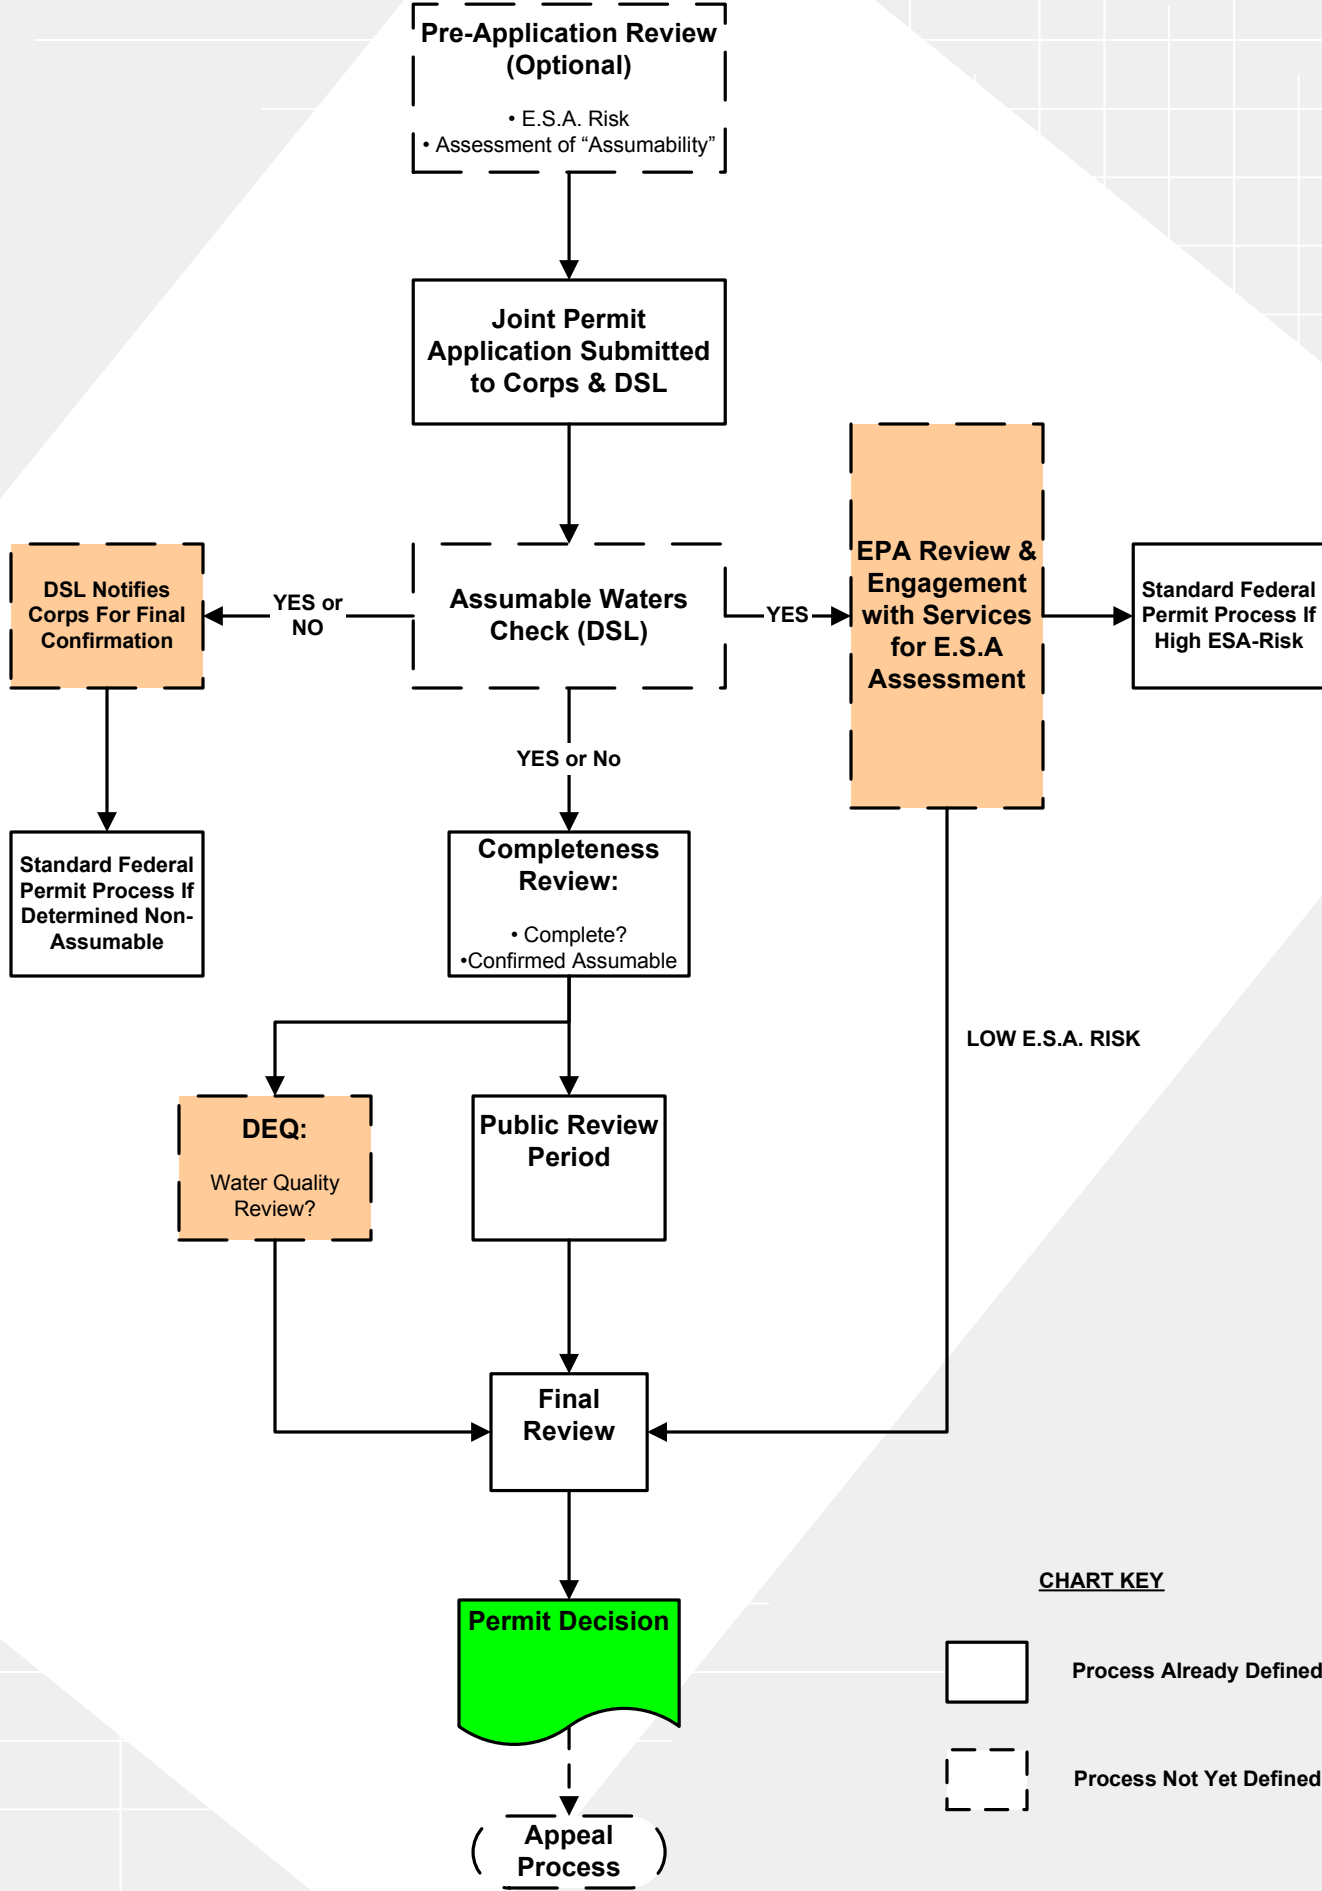 Pre-Application Review
(Optional)
• E.S.A. Risk
• Assessment of “Assumability”
Joint Permit
Application Submitted
to Corps & DSL
DSL Notifies
Corps For Final
Confirmation
YES or
NO
Assumable Waters
Check (DSL)
YES
EPA Review &
Engagement
with Services
for E.S.A
Assessment
Standard Federal
Permit Process If
High ESA-Risk
YES or No
Standard Federal
Permit Process If
Determined Non-
Assumable
Completeness
Review:
• Complete?
•Confirmed Assumable
LOW E.S.A. RISK
DEQ:
Water Quality
Review?
Public Review
Period
Final
Review
Permit Decision
Appeal
Process
CHART KEY
Process Already Defined
Process Not Yet Defined